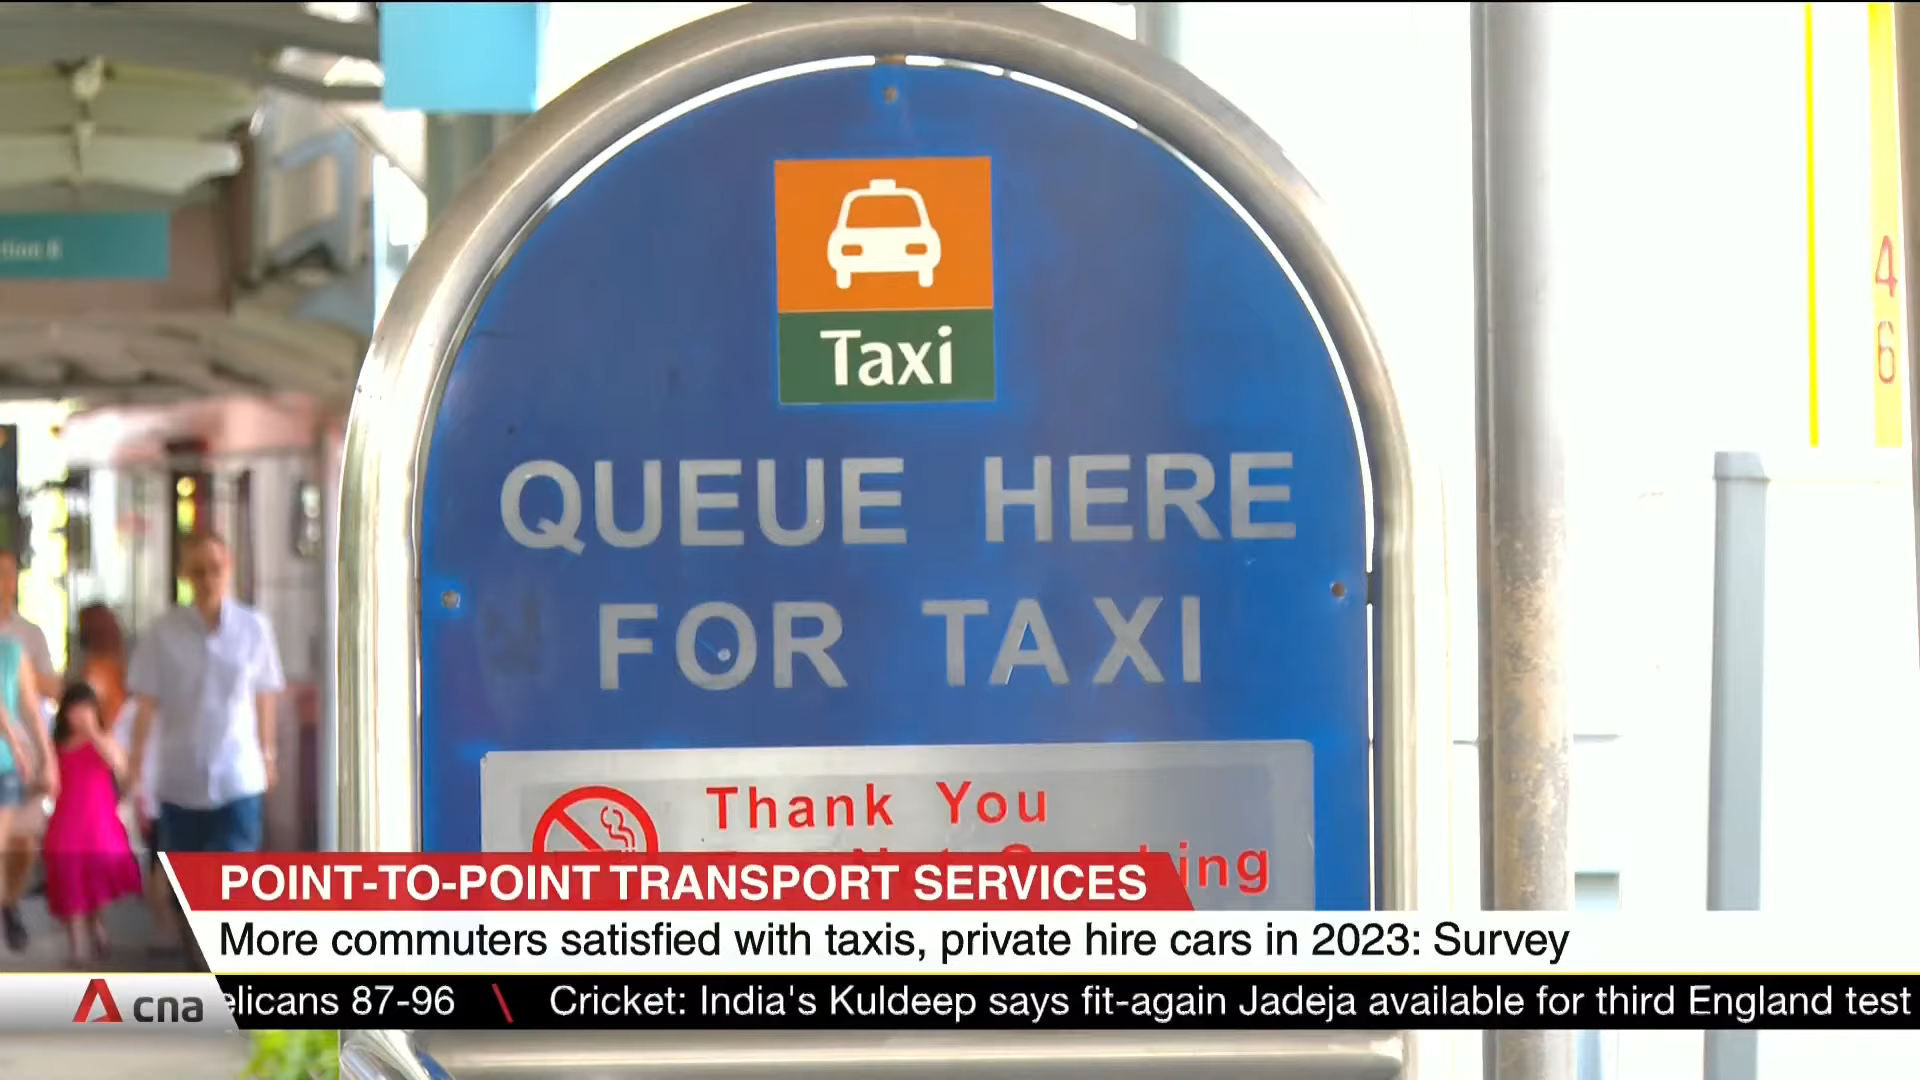 Taxi
QUEUE HERE
FOR TAXI
Thank You
ing
4
6
POINT-TO-POINT TRANSPORT SERVICES
More commuters satisfied with taxis, private hire cars in 2023: Survey
cna
elicans 87-96 \ Cricket: India's Kuldeep says fit-again Jadeja available for third England test